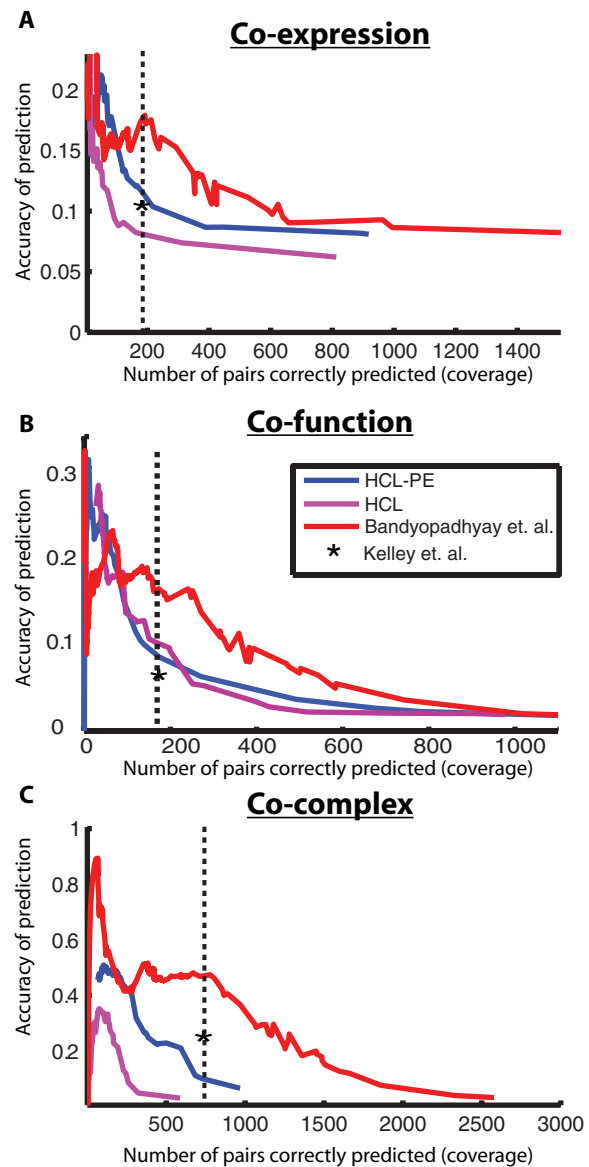 A
Co-expression
Accuracy of prediction
0.2
0.15
0.1
0.05
0
200 400 600 800 1000 1200 1400
Number of pairs correctly predicted (coverage)
B
Co-function
Accuracy of prediction
0.3
0.2
0.1
0
HCL-PE
HCL
Bandyopadhyay et. al.
* Kelley et. al.
0 200 400 600 800 1000
Number of pairs correctly predicted (coverage)
C
Co-complex
Accuracy of prediction
1
0.8
0.6
0.4
0.2
500 1000 1500 2000 2500 3000
Number of pairs correctly predicted (coverage)